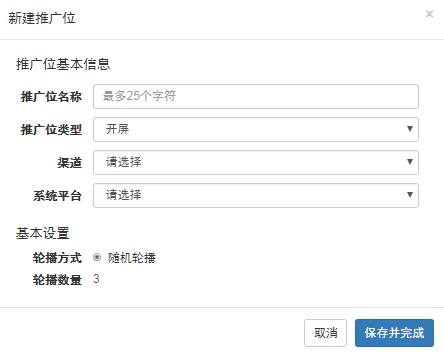 新建推广位
×
推广位基本信息
推广位名称 最多25个字符
推广位类型 开屏
渠道 请选择
系统平台 请选择
基本设置
轮播方式 随机轮播
轮播数量 3
取消 保存并完成